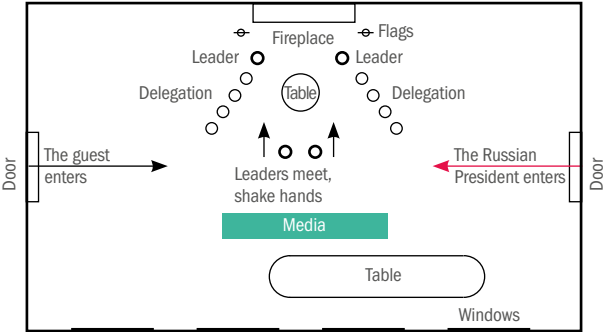 Fireplace
Flags
Leader
Leader
Delegation
Table
Delegation
Door
The guest
enters
Leaders meet,
shake hands
The Russian
President enters
Door
Media
Table
Windows